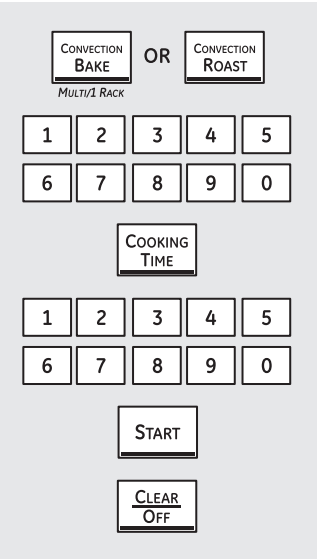 CONVECTION
BAKE
OR
CONVECTION
ROAST
MULTI/1 RACK
1 2 3 4 5
6 7 8 9 0
COOKING
TIME
1 2 3 4 5
6 7 8 9 0
START
CLEAR
OFF